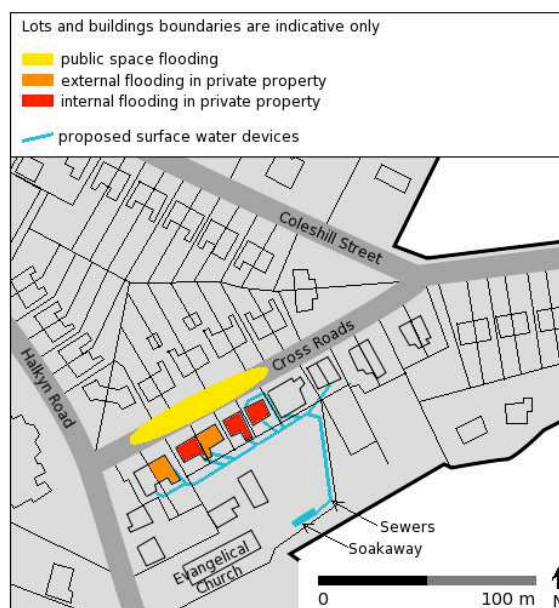 Lots and buildings boundaries are indicative only
public space flooding
external flooding in private property
internal flooding in private property
proposed surface water devices
Coleshill Street
Cross Roads
Halkyn Road
Sewers
Soakaway
Evangelical
Church
0 100 m
N